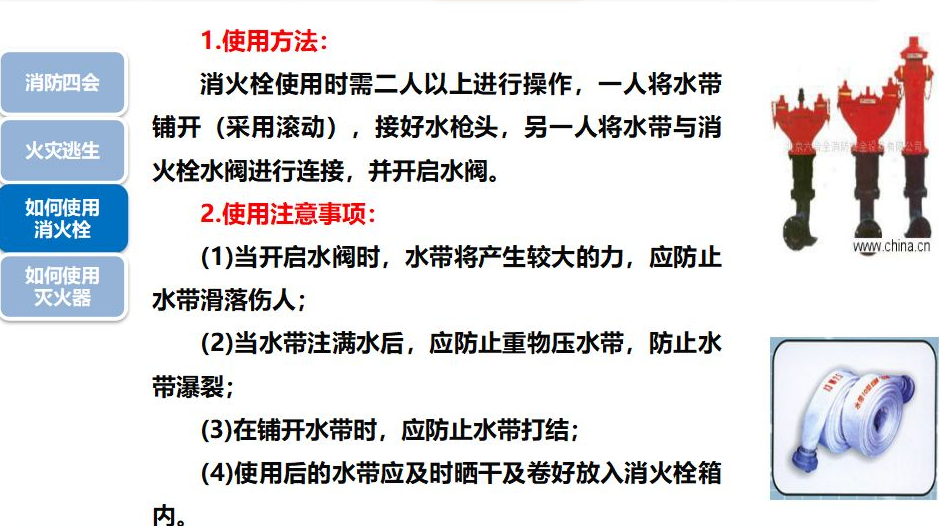 1.使用方法：
消火栓使用时需二人以上进行操作，一人将水带
铺开（采用滚动），接好水枪头，另一人将水带与消
火栓水阀进行连接，并开启水阀。
2.使用注意事项：
(1)当开启水阀时，水带将产生较大的力，应防止
水带滑落伤人；
(2)当水带注满水后，应防止重物压水带，防止水
带瀑裂；
(3)在铺开水带时，应防止水带打结；
(4)使用后的水带应及时晒干及卷好放入消火栓箱
内。
消防四会
火灾逃生
如何使用
消火栓
如何使用
灭火器
www.china.cn